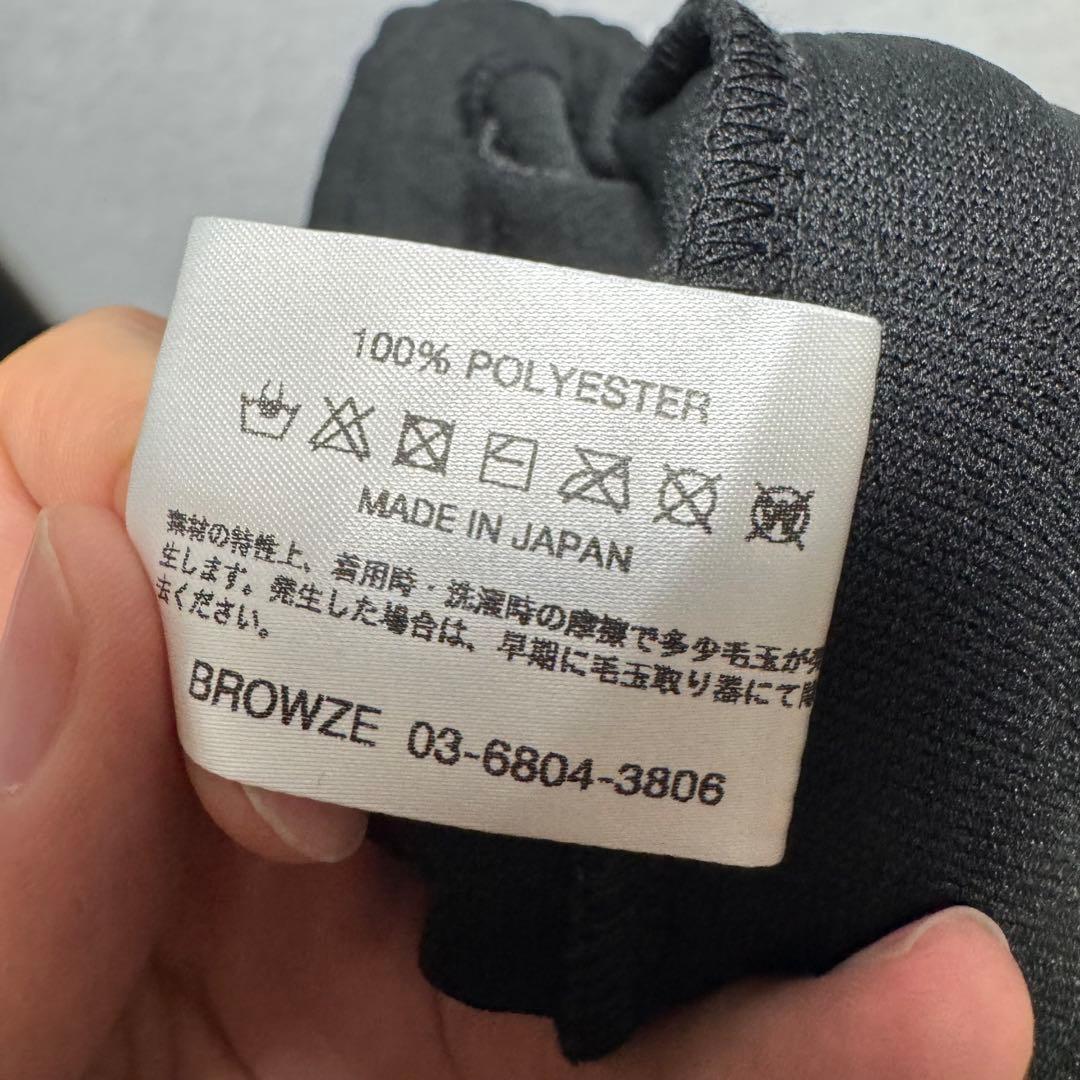 100% POLYESTER
MADE IN JAPAN
素材の特性上、着用時・洗濯時の摩擦で多少毛玉が発
生します。発生した場合は、早期に毛玉取り器にて除
去ください。
BROWZE 03-6804-3806